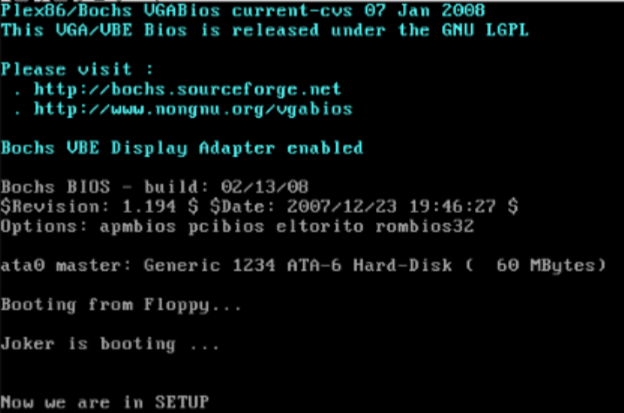 Plex86/Bochs VGABios current-cvs 07 Jan 2008
This VGA/VBE Bios is released under the GNU LGPL
Please visit :
. http://bochs.sourceforge.net
. http://www.nongnu.org/vgabios
Bochs VBE Display Adapter enabled
Bochs BIOS - build: 02/13/08
$Revision: 1.194 $ $Date: 2007/12/23 19:46:27 $
Options: apmbios pcibios eltorito rombios32
ata0 master: Generic 1234 ATA-6 Hard-Disk (  60 MBytes)
Booting from Floppy...
Joker is booting ...
Now we are in SETUP